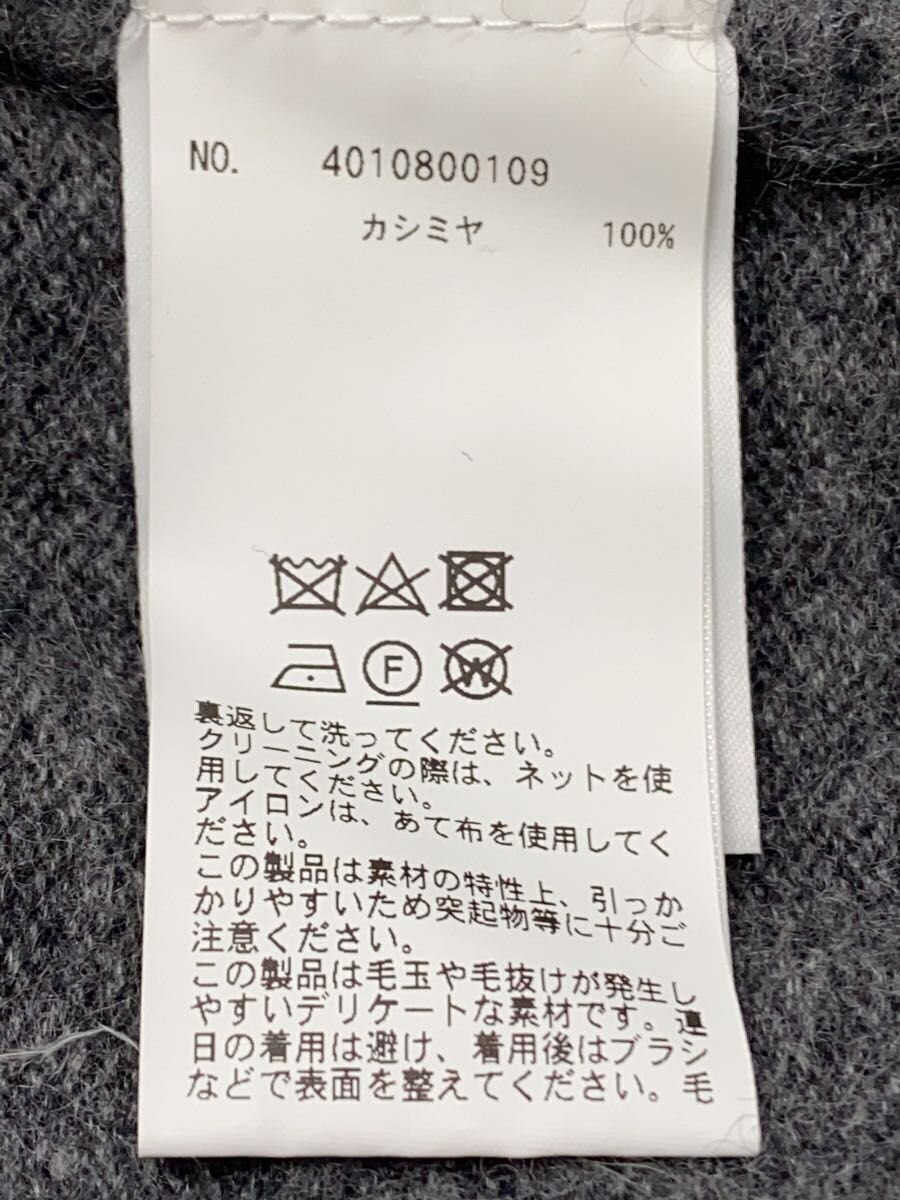 NO. 4010800109
カシミヤ 100%
F
W
裏返して洗ってください。
クリーニングの際は、ネットを使
用してください。
アイロンは、あて布を使用してく
ださい。
この製品は素材の特性上、引っか
かりやすいため突起物等に十分ご
注意ください。
この製品は毛玉や毛抜けが発生し
やすいデリケートな素材です。連
日の着用は避け、着用後はブラシ
などで表面を整えてください。毛